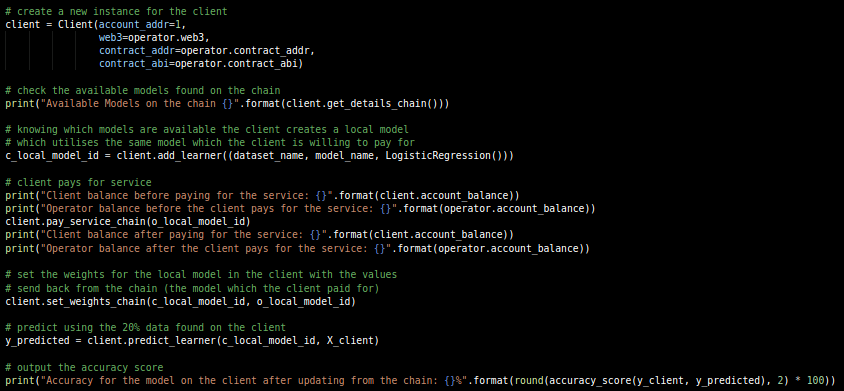 # create a new instance for the client
client = Client(account_addr=1,
                web3=operator.web3,
                contract_addr=operator.contract_addr,
                contract_abi=operator.contract_abi)

# check the available models found on the chain
print("Available Models on the chain {}".format(client.get_details_chain()))

# knowing which models are available the client creates a local model
# which utilises the same model which the client is willing to pay for
c_local_model_id = client.add_learner((dataset_name, model_name, LogisticRegression()))

# client pays for service
print("Client balance before paying for the service: {}".format(client.account_balance))
print("Operator balance before the client pays for the service: {}".format(operator.account_balance))
client.pay_service_chain(o_local_model_id)
print("Client balance after paying for the service: {}".format(client.account_balance))
print("Operator balance after the client pays for the service: {}".format(operator.account_balance))

# set the weights for the local model in the client with the values
# send back from the chain (the model which the client paid for)
client.set_weights_chain(c_local_model_id, o_local_model_id)

# predict using the 20% data found on the client
y_predicted = client.predict_learner(c_local_model_id, X_client)

# output the accuracy score
print("Accuracy for the model on the client after updating from the chain: {}%".format(round(accuracy_score(y_client, y_predicted), 2) * 100))